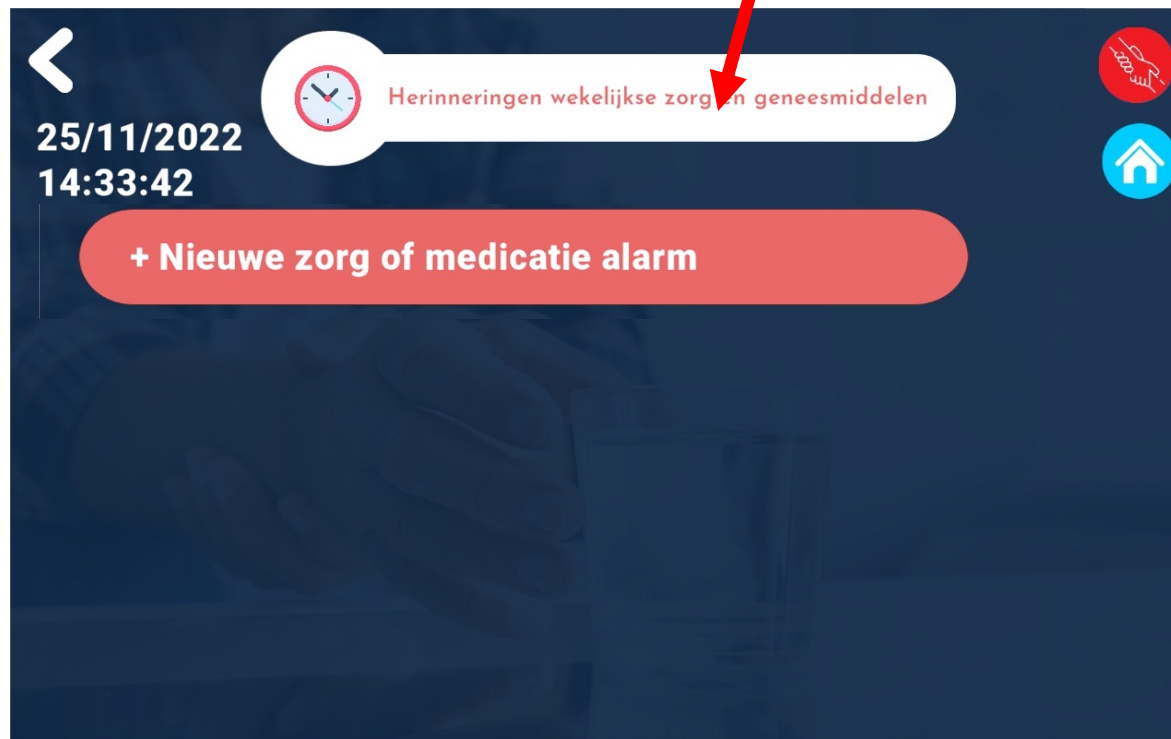 Herinneringen wekelijkse zorg en geneesmiddelen
25/11/2022
14:33:42
+ Nieuwe zorg of medicatie alarm